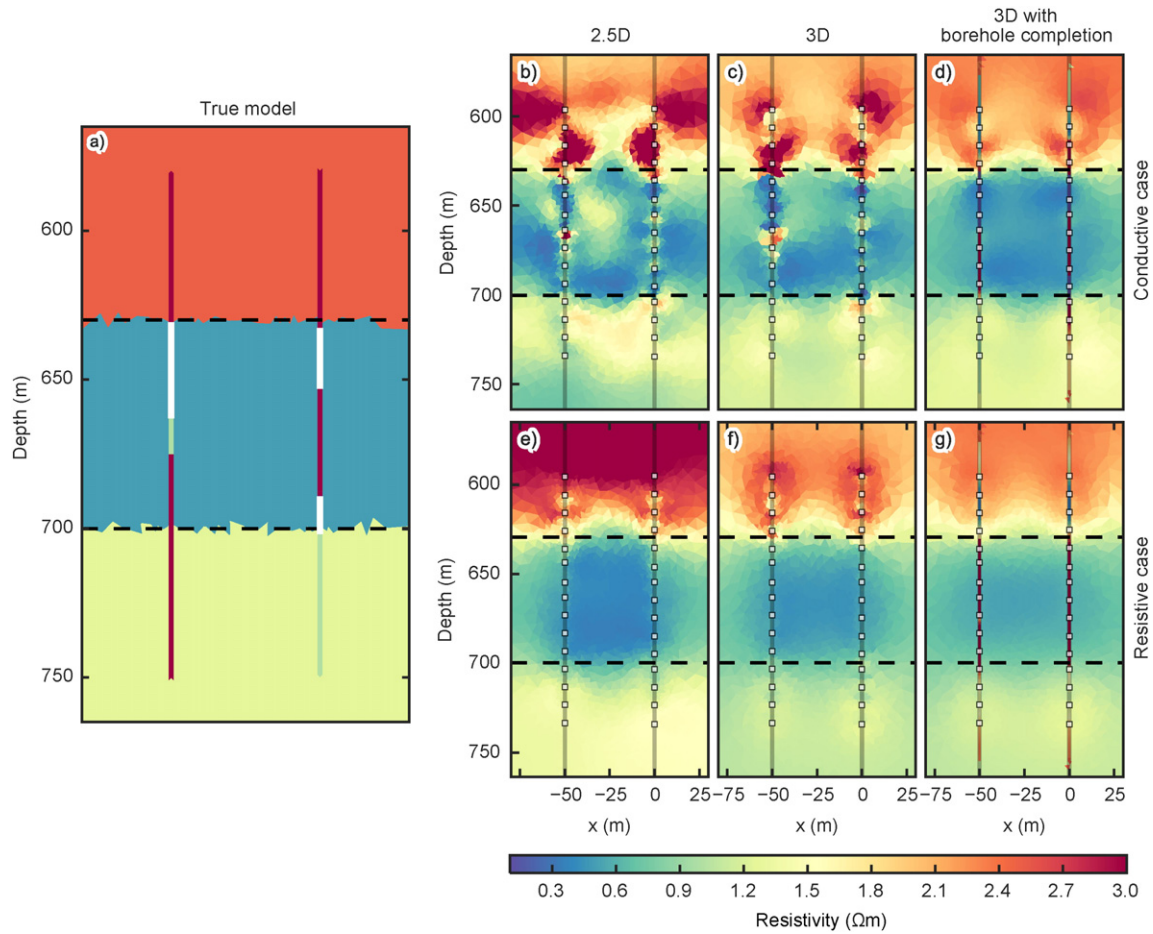 True model
a)
600
650
700
750
Depth (m)
2.5D
3D
3D with
borehole completion
b)
c)
d)
600
650
700
750
Depth (m)
Conductive case
e)
f)
g)
600
650
700
750
Depth (m)
Resistive case
−50 −25 0
−75 −50 −25 0
−75 −50 −25 0 25
x (m)
x (m)
x (m)
0.3 0.6 0.9 1.2 1.5 1.8 2.1 2.4 2.7 3.0
Resistivity (Ωm)